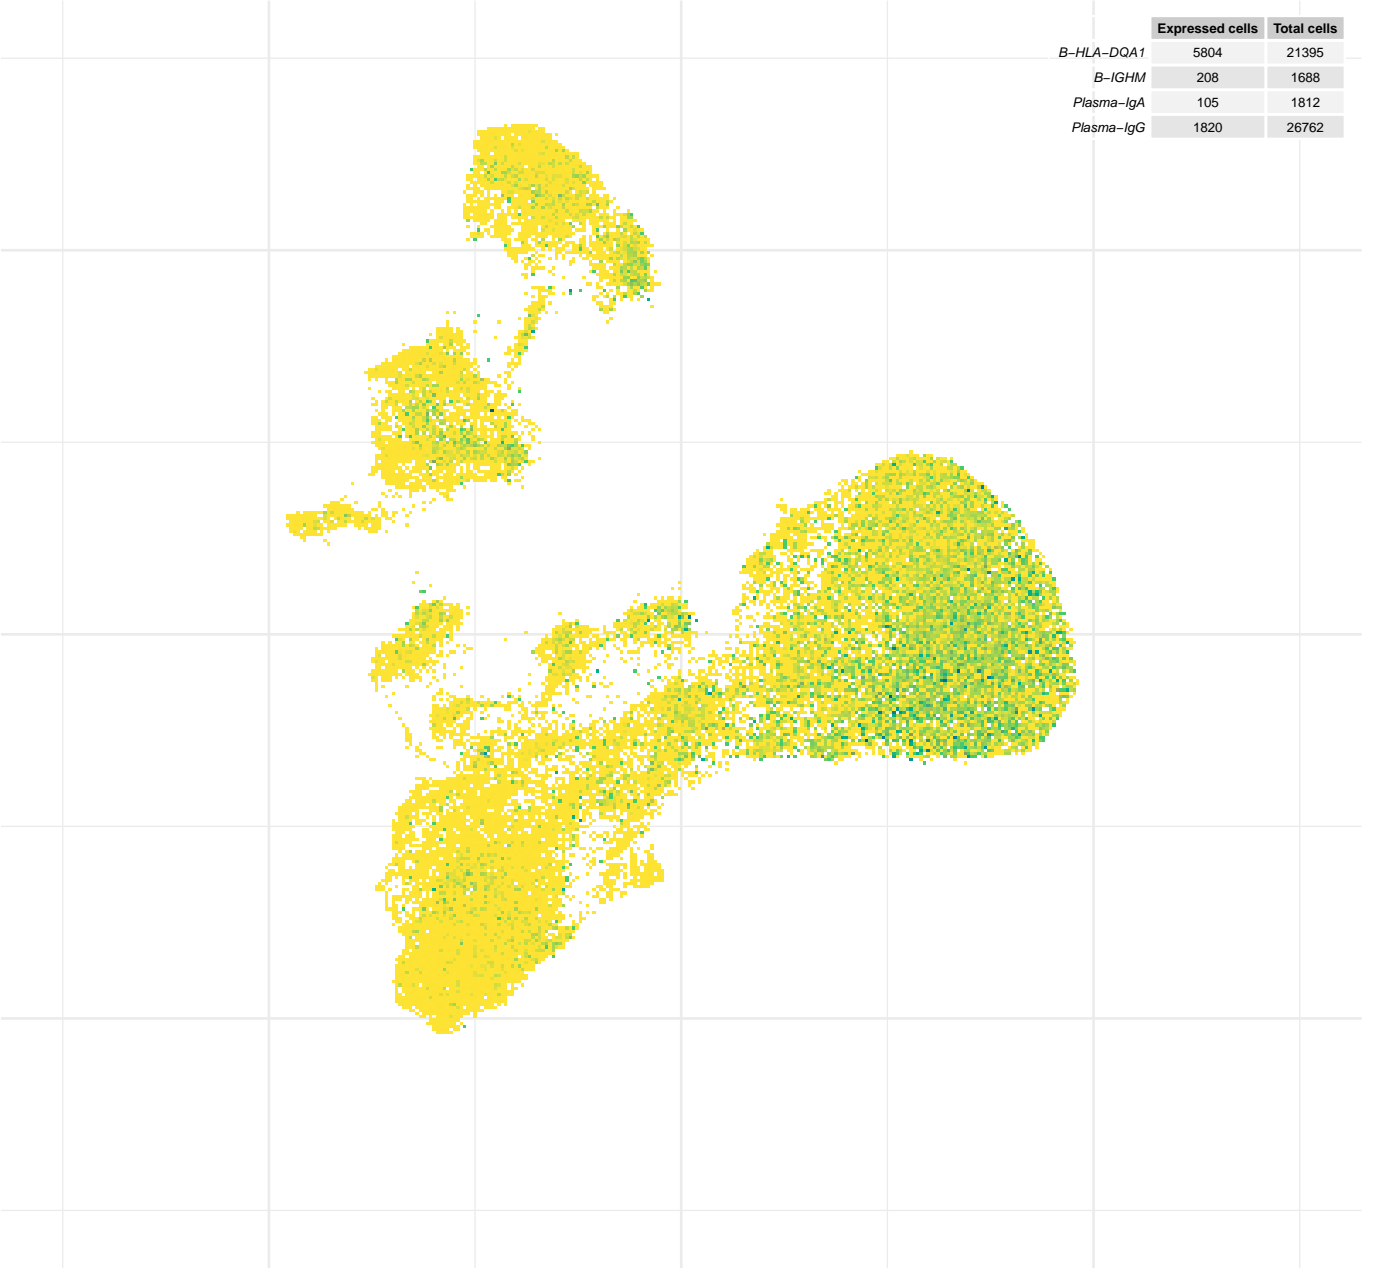 Expressed cells Total cells
B−HLA−DQA1 5804 21395
B−IGHM 208 1688
Plasma−IgA 105 1812
Plasma−IgG 1820 26762